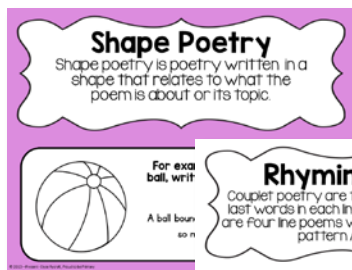 Shape Poetry
Shape poetry is poetry written in a
shape that relates to what the
poem is about or its topic.
For exa
ball, writ
A ball boun
so m
Rhymin
Couplet poetry are t
last words in each lin
are four line poems w
pattern